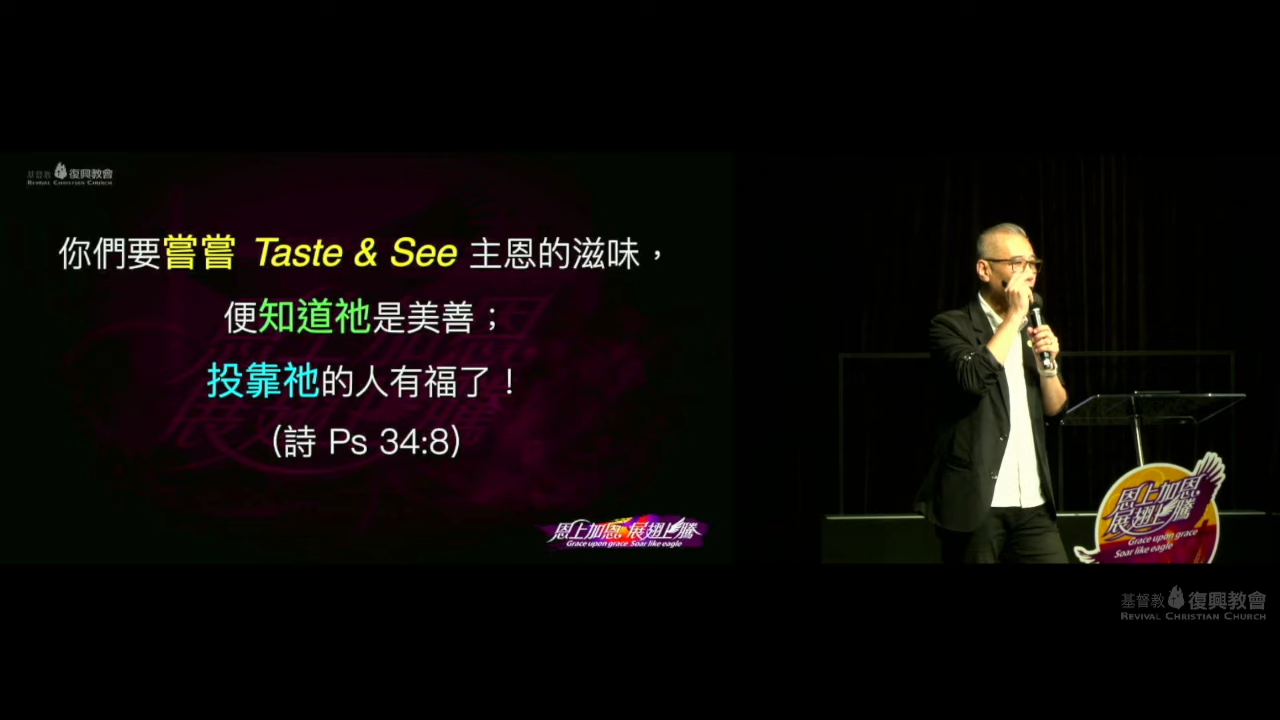 基督教 復興教會
REVIVAL CHRISTIAN CHURCH
你們要嘗嘗 Taste & See 主恩的滋味，
便知道祂是美善；
投靠祂的人有福了！
(詩 Ps 34:8)
恩上加恩 展翅上騰
Grace upon grace Soar like eagle
恩上加恩
展翅上騰
Grace upon grace
Soar like eagle
基督教 復興教會
REVIVAL CHRISTIAN CHURCH